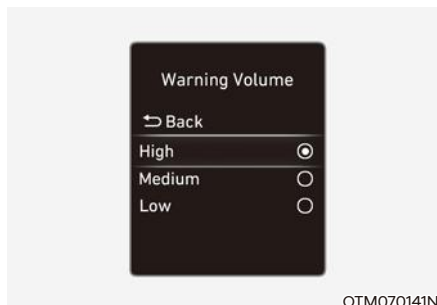 Warning Volume
Back
High
Medium
Low
OTM070141N